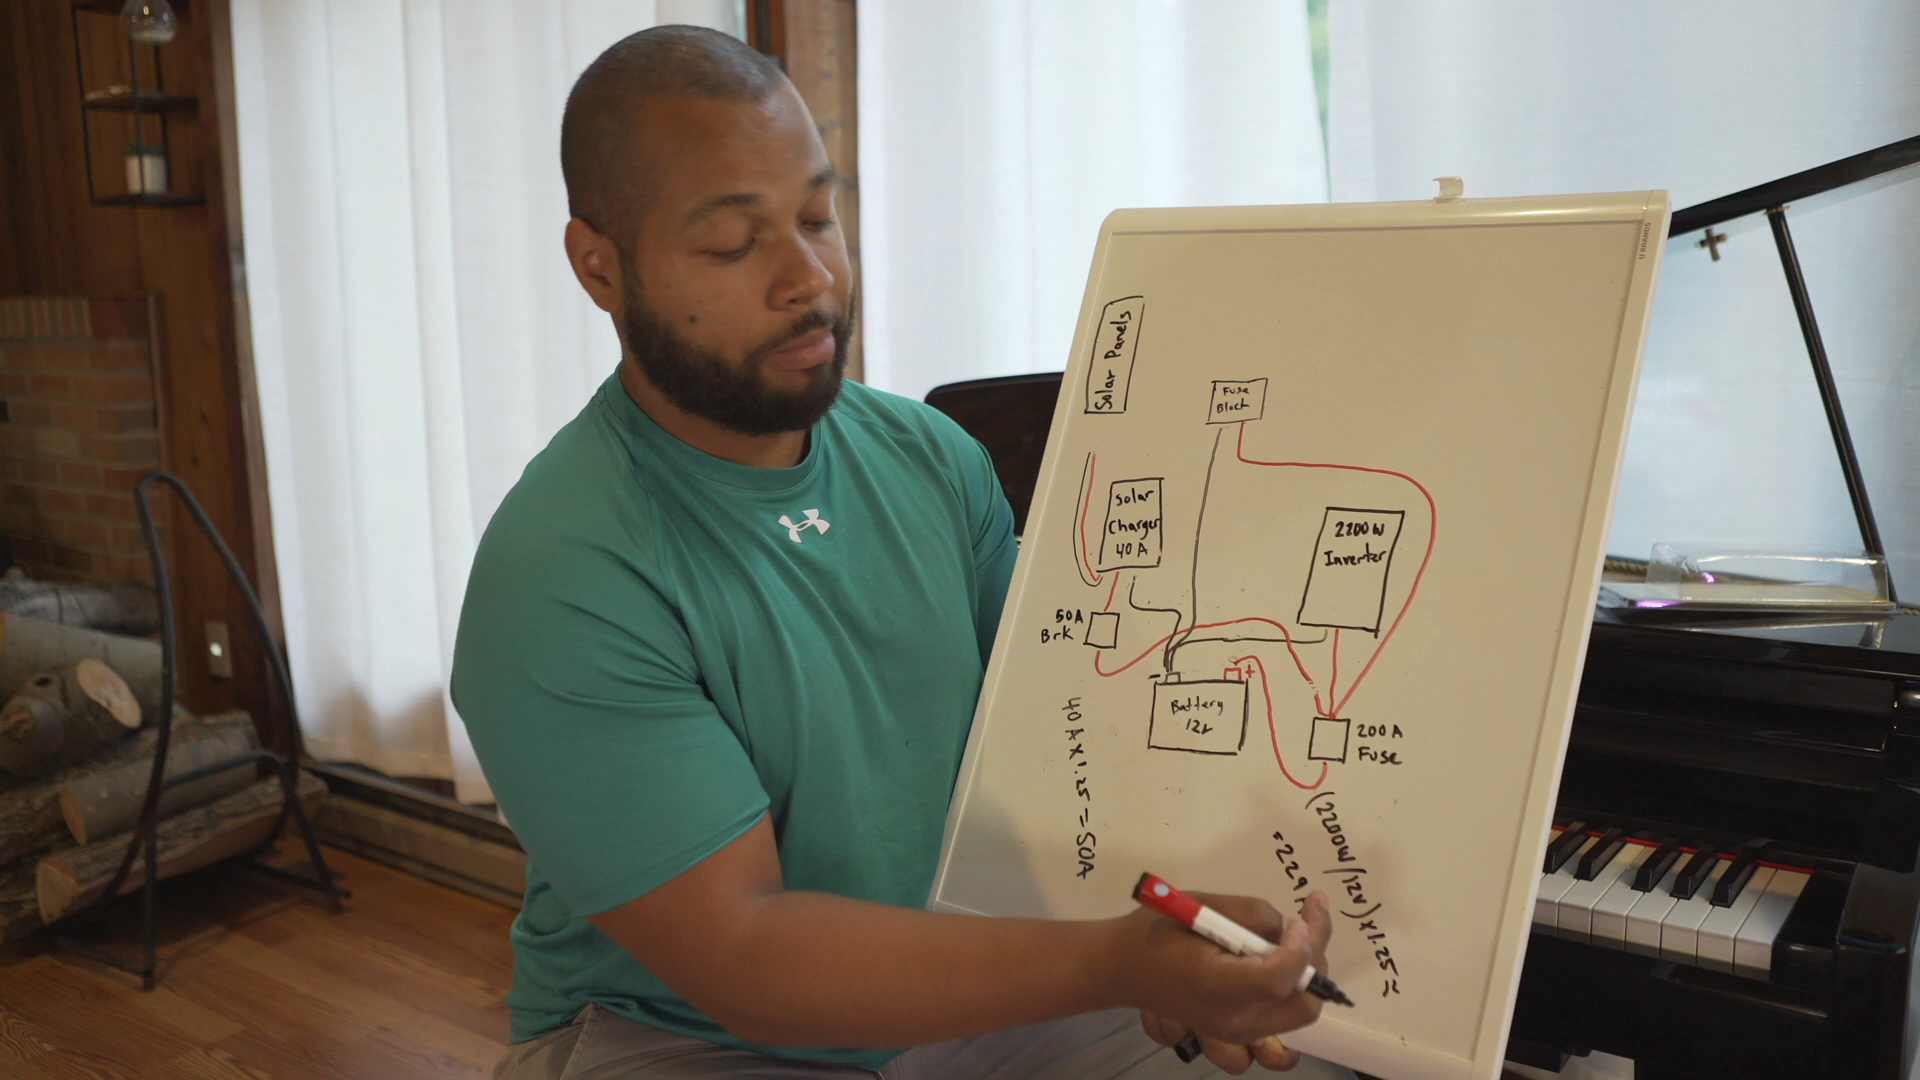 U BRANDS
Solar Panels
Fuse
Block
Solar
Charger
40 A
2200 W
Inverter
50A
Brk
- +
Battery
12v
200A
Fuse
40A x 1.25 = 50A
(2200W/12v) x 1.25 =
= 229